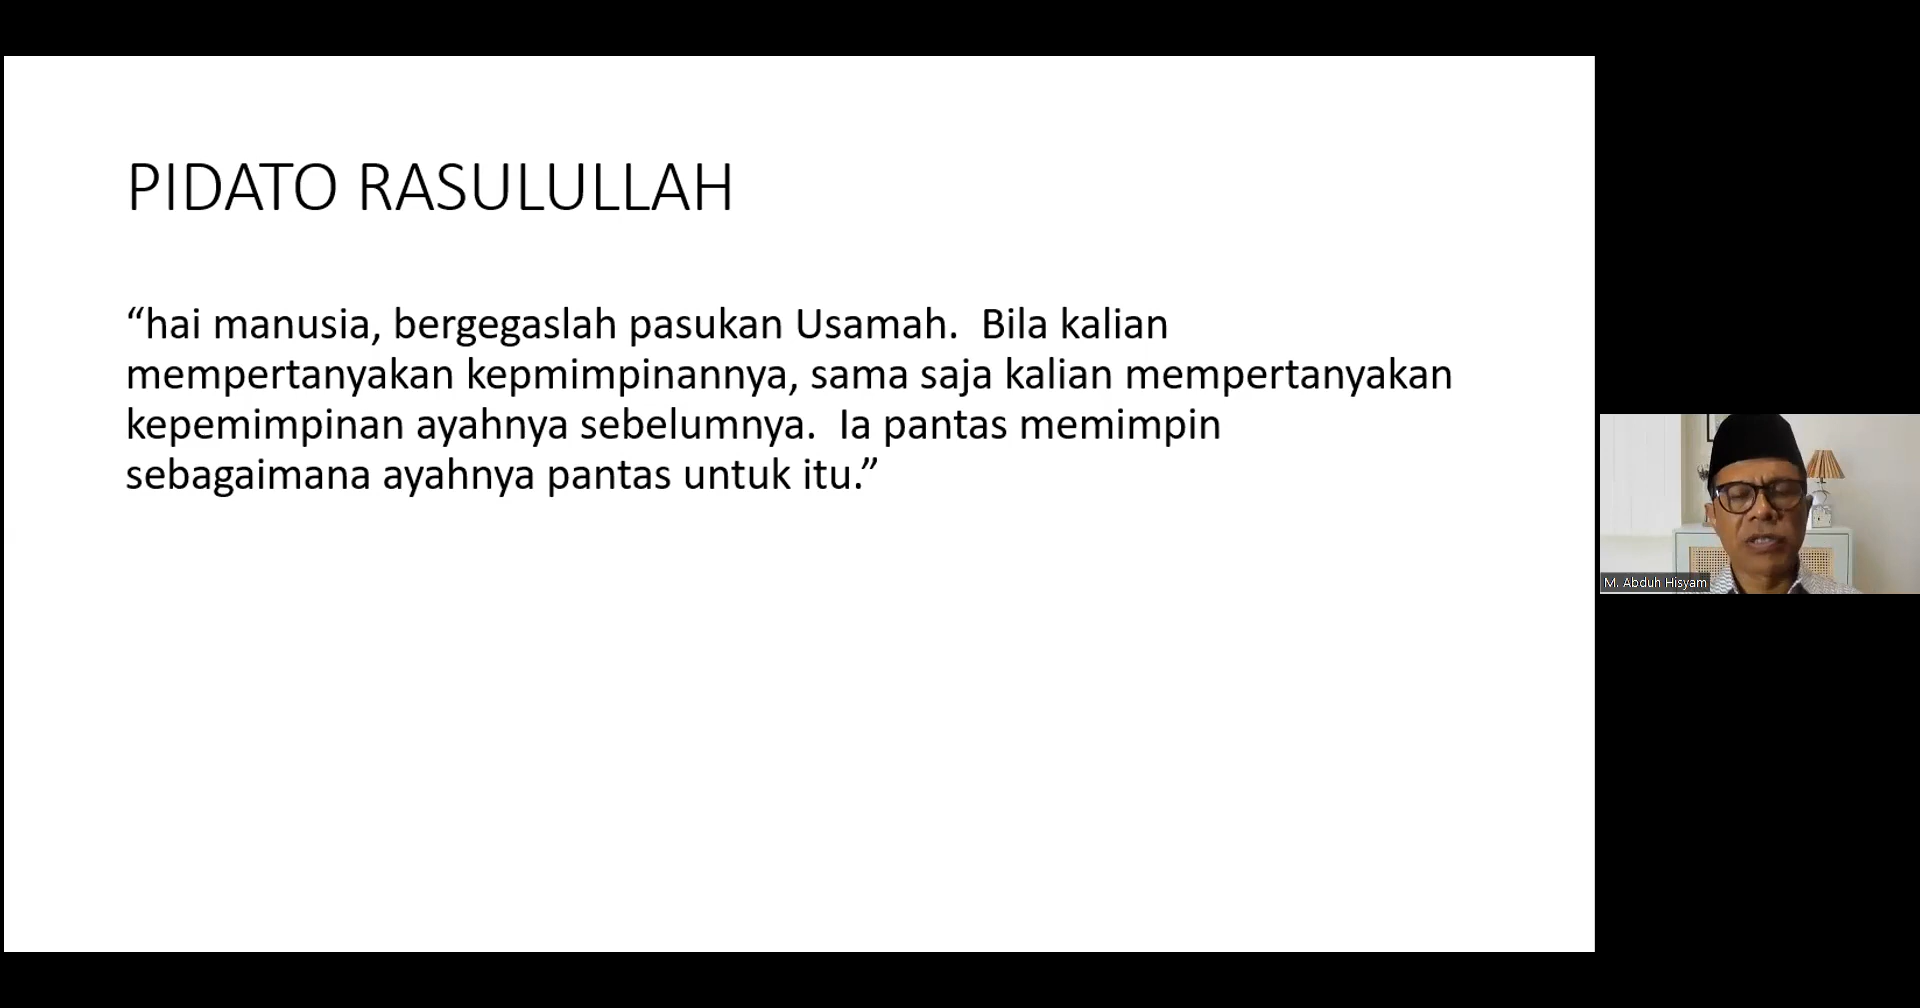 PIDATO RASULULLAH
“hai manusia, bergegaslah pasukan Usamah.  Bila kalian
mempertanyakan kepmimpinannya, sama saja kalian mempertanyakan
kepemimpinan ayahnya sebelumnya.  Ia pantas memimpin
sebagaimana ayahnya pantas untuk itu.”
M. Abduh Hisyam